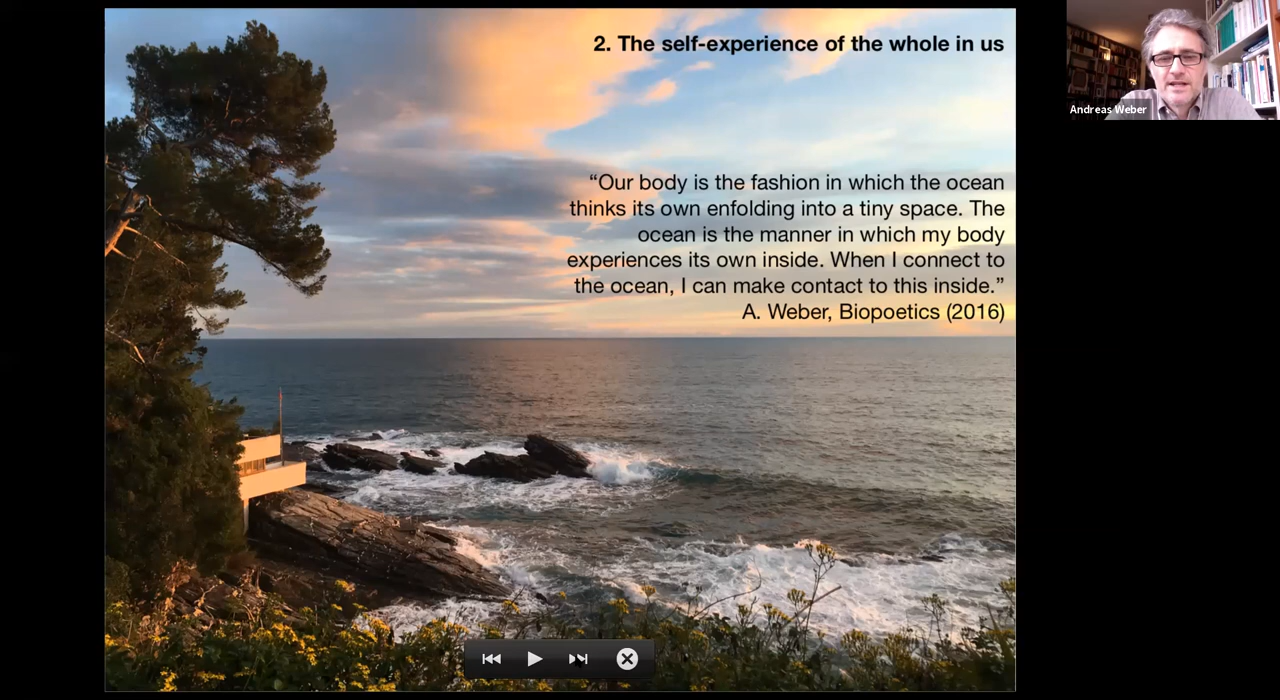 2. The self-experience of the whole in us
“Our body is the fashion in which the ocean
thinks its own enfolding into a tiny space. The
ocean is the manner in which my body
experiences its own inside. When I connect to
the ocean, I can make contact to this inside.”
A. Weber, Biopoetics (2016)
Andreas Weber